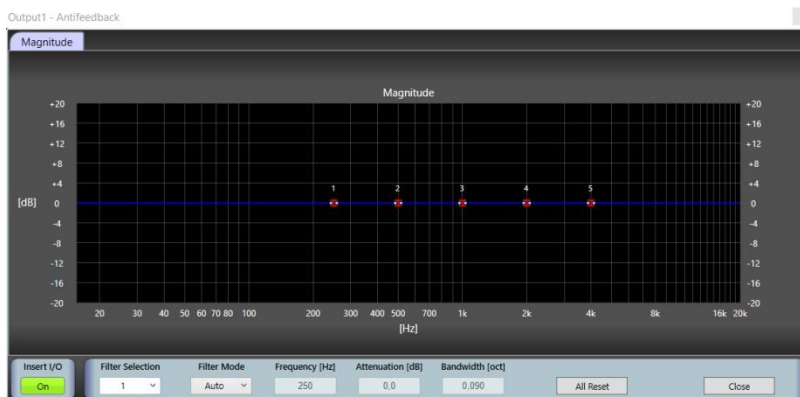 Output1 - Antifeedback
Magnitude
Magnitude
+20 +20
+16 +16
+12 +12
+8 +8
+4 1 2 3 4 5 +4
[dB] 0 0
-4 -4
-8 -8
-12 -12
-16 -16
-20 -20
20 30 40 50 60 70 80 100 200 300 400 500 700 1k 2k 4k 8k 16k 20k
[Hz]
Insert I/O Filter Selection Filter Mode Frequency [Hz] Attenuation [dB] Bandwidth [oct]
On 1 Auto 250 0.0 0.090 All Reset Close